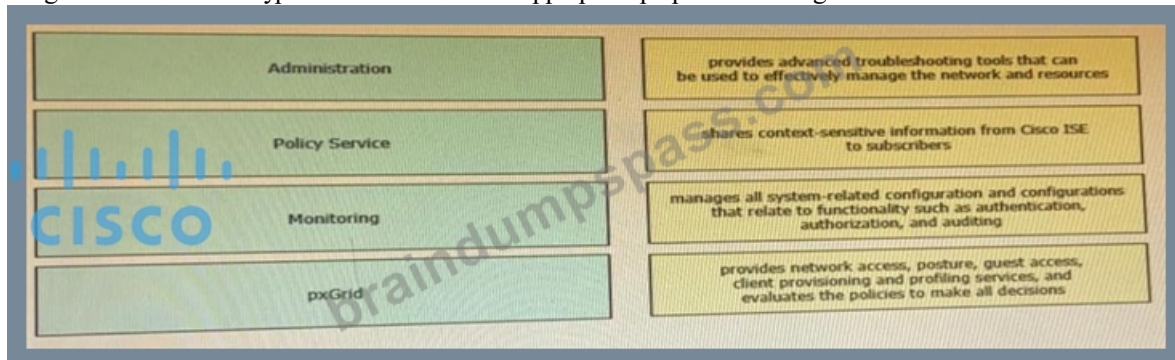 Administration
provides advanced troubleshooting tools that can
be used to effectively manage the network and resources
Policy Service
shares context-sensitive information from Cisco ISE
to subscribers
Monitoring
manages all system-related configuration and configurations
that relate to functionality such as authentication,
authorization, and auditing
pxGrid
provides network access, posture, guest access,
client provisioning and profiling services, and
evaluates the policies to make all decisions
CISCO
braindumpspass.com